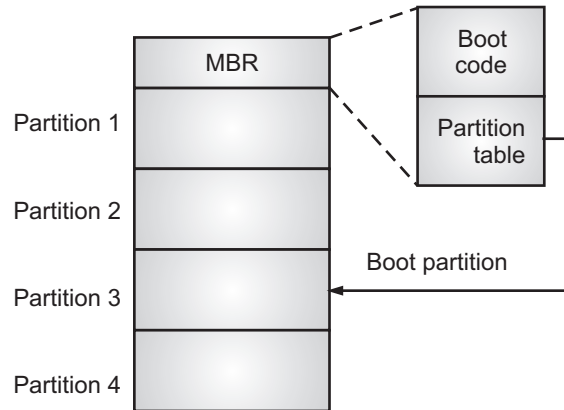 MBR
Boot
code
Partition
table
Partition 1
Partition 2
Boot partition
Partition 3
Partition 4